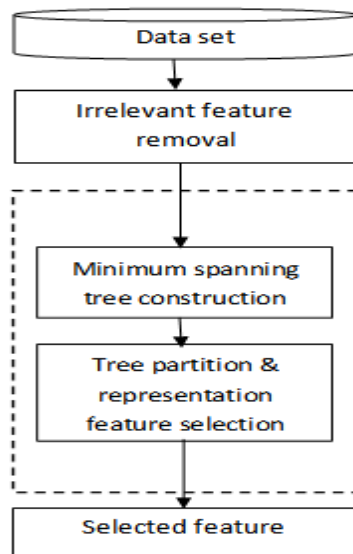 Data set
Irrelevant feature
removal
Minimum spanning
tree construction
Tree partition &
representation
feature selection
Selected feature